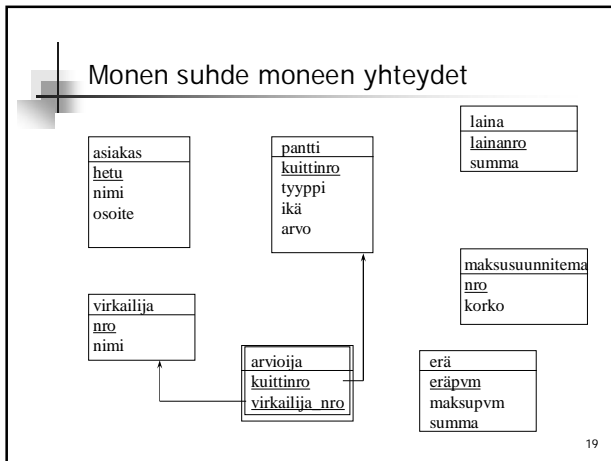 Monen suhde moneen yhteydet
asiakas
hetu
nimi
osoite
pantti
kuittinro
tyyppi
ikä
arvo
laina
lainanro
summa
virkailija
nro
nimi
arvioija
kuittinro
virkailija_nro
maksusuunnitema
nro
korko
erä
eräpvm
maksupvm
summa
19